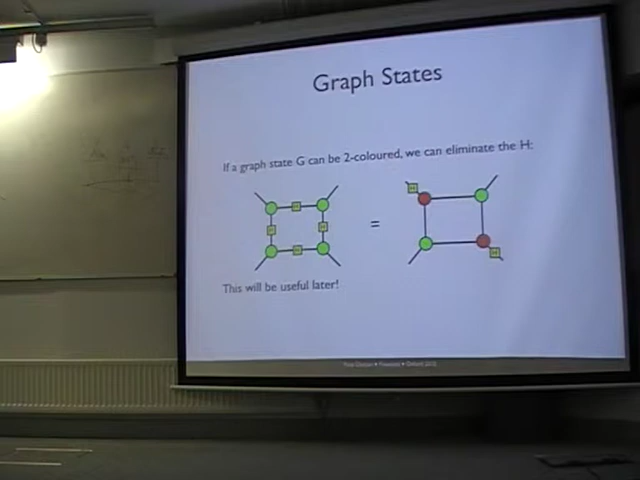 Graph States
If a graph state G can be 2-coloured, we can eliminate the H:
H H
H H =
H H
This will be useful later!